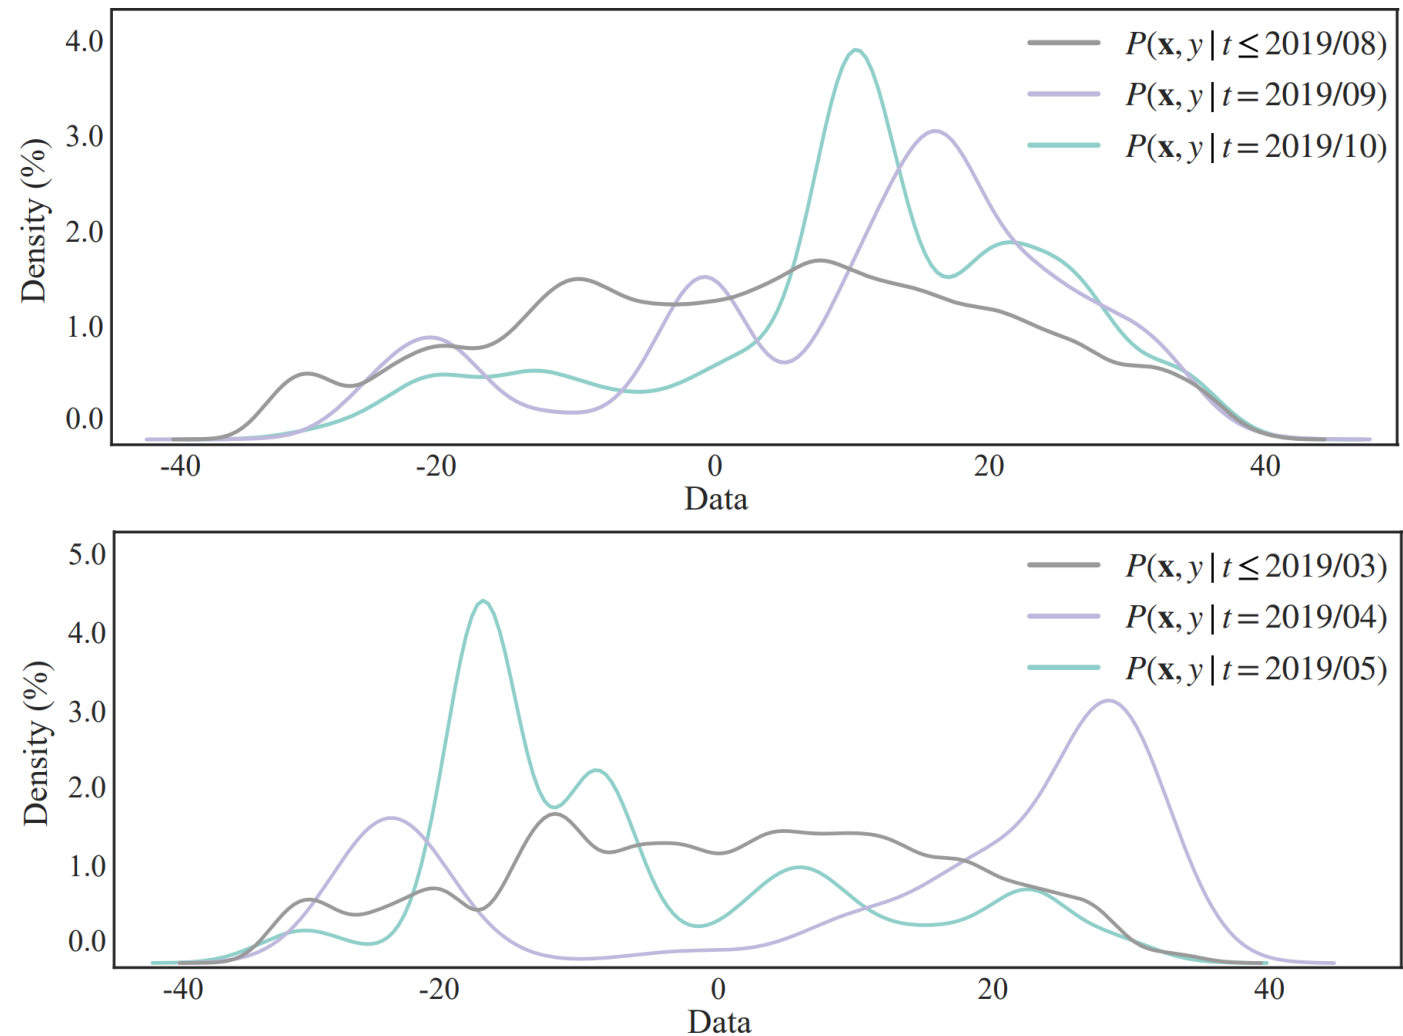 4.0
3.0
2.0
1.0
0.0
Density (%)
P(x, y | t ≤ 2019/08)
P(x, y | t = 2019/09)
P(x, y | t = 2019/10)
-40 -20 0 20 40
Data
5.0
4.0
3.0
2.0
1.0
0.0
Density (%)
P(x, y | t ≤ 2019/03)
P(x, y | t = 2019/04)
P(x, y | t = 2019/05)
-40 -20 0 20 40
Data